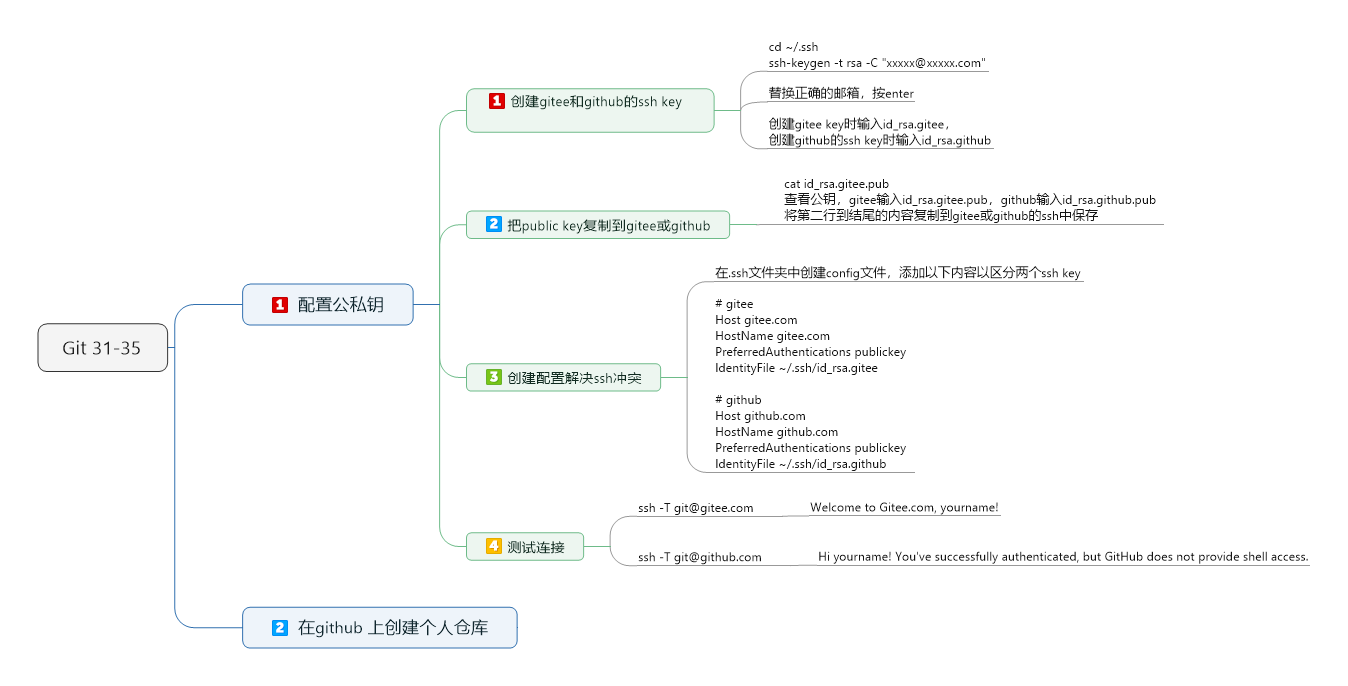 Git 31-35
1 配置公私钥
1 创建gitee和github的ssh key
cd ~/.ssh
ssh-keygen -t rsa -C "xxxxx@xxxxx.com"
替换正确的邮箱，按enter
创建gitee key时输入id_rsa.gitee，
创建github的ssh key时输入id_rsa.github
2 把public key复制到gitee或github
cat id_rsa.gitee.pub
查看公钥，gitee输入id_rsa.gitee.pub，github输入id_rsa.github.pub
将第二行到结尾的内容复制到gitee或github的ssh中保存
3 创建配置解决ssh冲突
在.ssh文件夹中创建config文件，添加以下内容以区分两个ssh key
# gitee
Host gitee.com
HostName gitee.com
PreferredAuthentications publickey
IdentityFile ~/.ssh/id_rsa.gitee
# github
Host github.com
HostName github.com
PreferredAuthentications publickey
IdentityFile ~/.ssh/id_rsa.github
4 测试连接
ssh -T git@gitee.com
Welcome to Gitee.com, yourname!
ssh -T git@github.com
Hi yourname! You've successfully authenticated, but GitHub does not provide shell access.
2 在github 上创建个人仓库